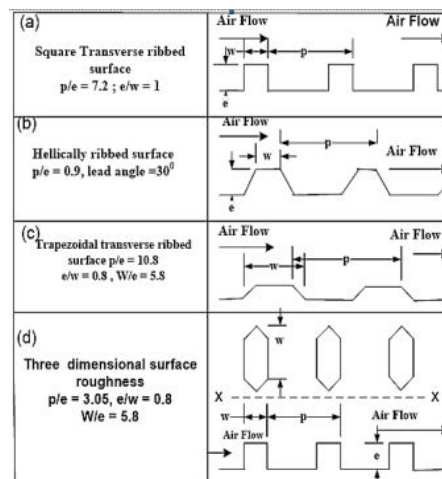 (a)
Square Transverse ribbed
surface
p/e = 7.2 ; e/w = 1
Air Flow
Air Flow
w
p
e
(b)
Hellically ribbed surface
p/e = 0.9, lead angle =30⁰
Air Flow
w
p
Air Flow
e
(c)
Trapezoidal transverse ribbed
surface p/e = 10.8
e/w = 0.8 , W/e = 5.8
Air Flow
Air Flow
w
p
(d)
Three dimensional surface
roughness
p/e = 3.05, e/w = 0.8
W/e = 5.8
w
X
X
w
p
Air Flow
Air Flow
e